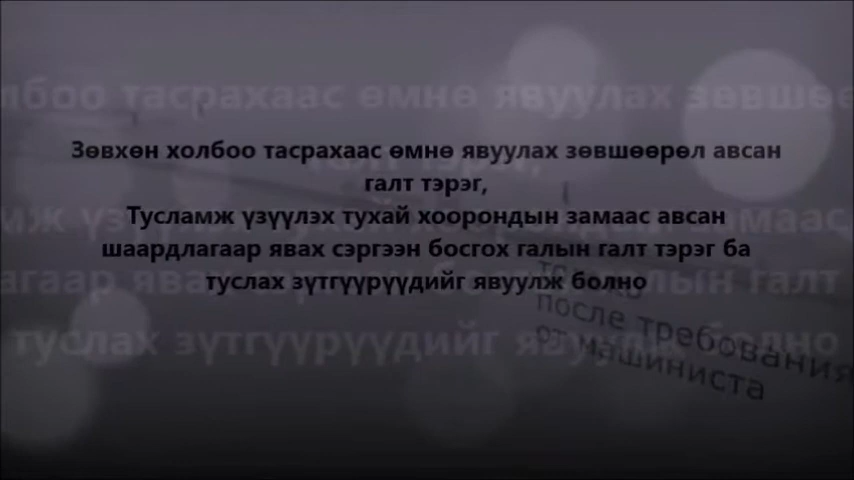 Зөвхөн холбоо тасрахаас өмнө явуулах зөвшөөрөл авсан
галт тэрэг,
Тусламж үзүүлэх тухай хоорондын замаас авсан
шаардлагаар явах сэргээн босгох галын галт тэрэг ба
туслах зүтгүүрүүдийг явуулж болно
только
после требования
от машиниста